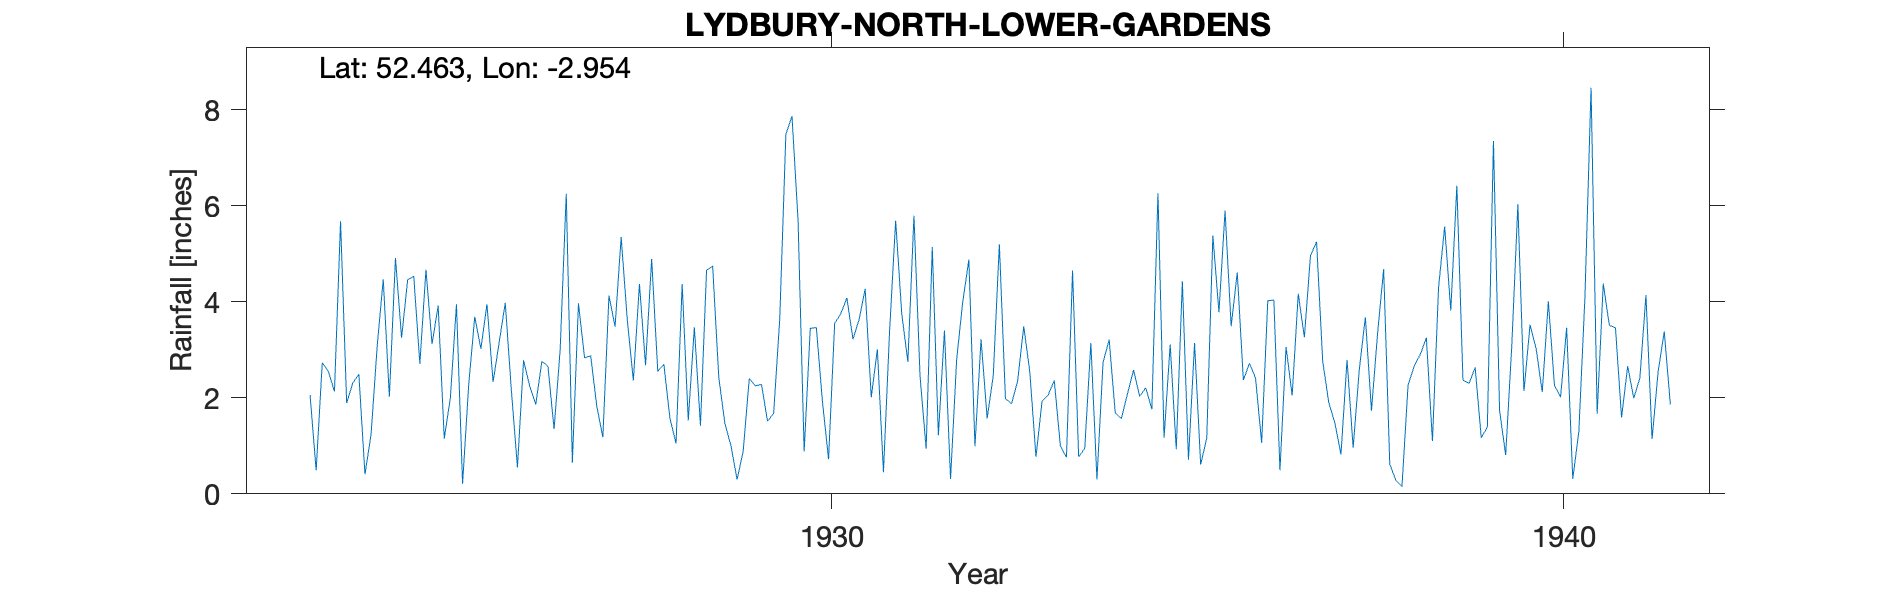 LYDBURY-NORTH-LOWER-GARDENS
Lat: 52.463, Lon: -2.954
8
6
4
2
0
Rainfall [inches]
1930 1940
Year